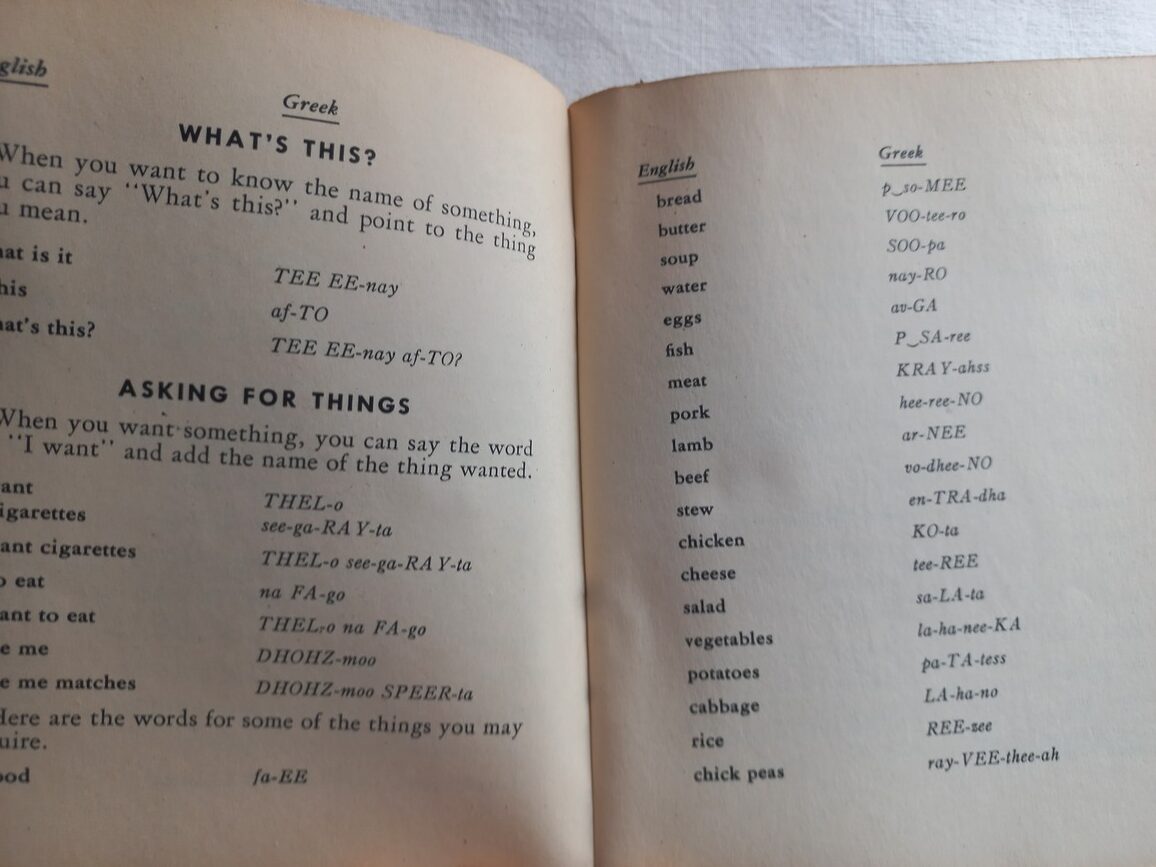 glish
Greek
WHAT'S THIS?
When you want to know the name of something,
u can say "What's this?" and point to the thing
u mean.
hat is it TEE EE-nay
his af-TO
hat's this? TEE EE-nay af-TO?
ASKING FOR THINGS
When you want something, you can say the word
"I want" and add the name of the thing wanted.
ant THEL-o
igarettes see-ga-RAY-ta
ant cigarettes THEL-o see-ga-RAY-ta
o eat na FA-go
ant to eat THEL-o na FA-go
e me DHOHZ-moo
e me matches DHOHZ-moo SPEER-ta
Here are the words for some of the things you may
uire.
ood fa-EE
English Greek
bread p‿so-MEE
butter VOO-tee-ro
soup SOO-pa
water nay-RO
eggs av-GA
fish P‿SA-ree
meat KRAY-ahss
pork hee-ree-NO
lamb ar-NEE
beef vo-dhee-NO
stew en-TRA-dha
chicken KO-ta
cheese tee-REE
salad sa-LA-ta
vegetables la-ha-nee-KA
potatoes pa-TA-tess
cabbage LA-ha-no
rice REE-zee
chick peas ray-VEE-thee-ah